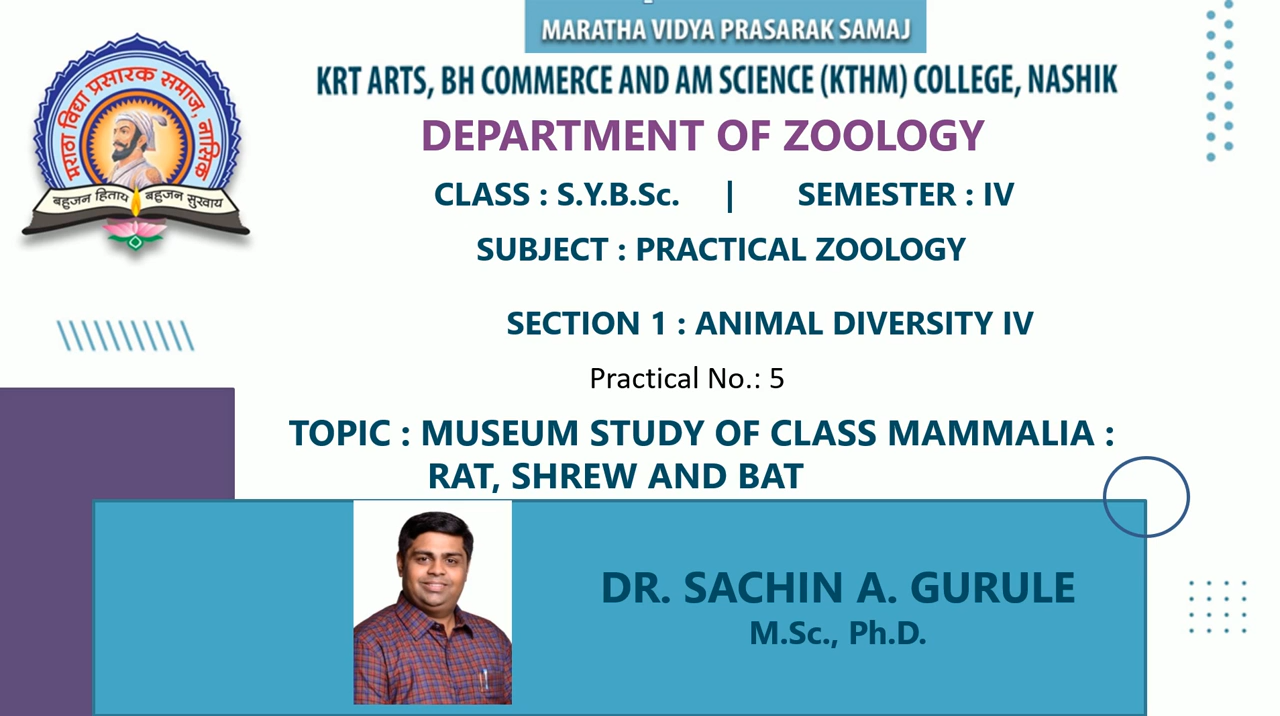 MARATHA VIDYA PRASARAK SAMAJ
KRT ARTS, BH COMMERCE AND AM SCIENCE (KTHM) COLLEGE, NASHIK
मराठा विद्या प्रसारक समाज, नासिक
बहुजन हिताय बहुजन सुखाय
DEPARTMENT OF ZOOLOGY
CLASS : S.Y.B.Sc. | SEMESTER : IV
SUBJECT : PRACTICAL ZOOLOGY
SECTION 1 : ANIMAL DIVERSITY IV
Practical No.: 5
TOPIC : MUSEUM STUDY OF CLASS MAMMALIA :
RAT, SHREW AND BAT
DR. SACHIN A. GURULE
M.Sc., Ph.D.